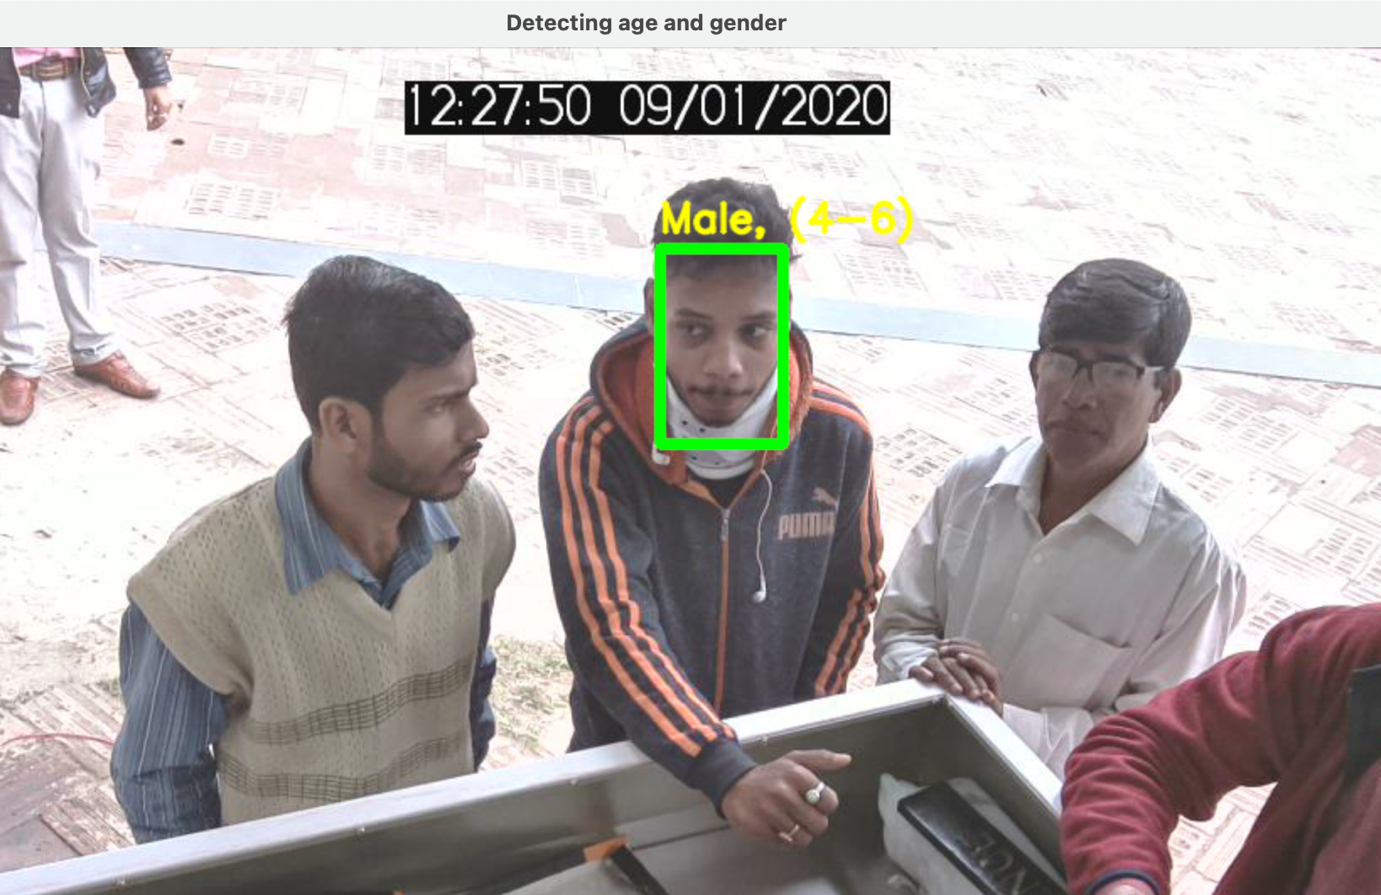 Detecting age and gender
12:27:50 09/01/2020
Male, (4-6)
PUMA